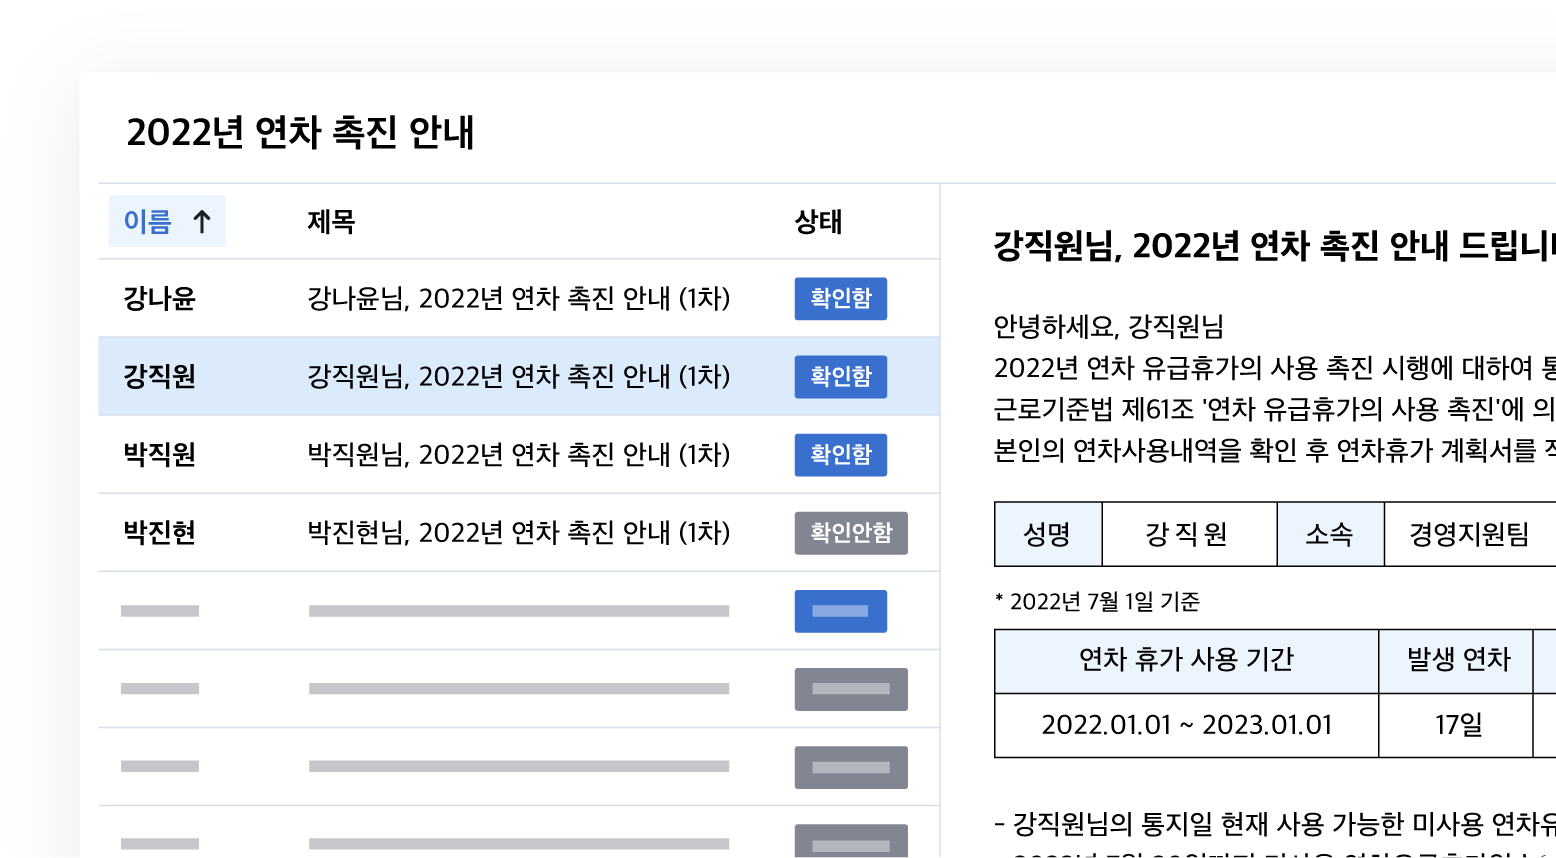 2022년 연차 촉진 안내
이름 ↑ 제목 상태
강나윤 강나윤님, 2022년 연차 촉진 안내 (1차) 확인함
강직원 강직원님, 2022년 연차 촉진 안내 (1차) 확인함
박직원 박직원님, 2022년 연차 촉진 안내 (1차) 확인함
박진현 박진현님, 2022년 연차 촉진 안내 (1차) 확인안함
강직원님, 2022년 연차 촉진 안내 드립니
안녕하세요, 강직원님
2022년 연차 유급휴가의 사용 촉진 시행에 대하여
근로기준법 제61조 '연차 유급휴가의 사용 촉진'에 의
본인의 연차사용내역을 확인 후 연차휴가 계획서를
성명 강 직 원 소속 경영지원팀
* 2022년 7월 1일 기준
연차 휴가 사용 기간 발생 연차
2022.01.01 ~ 2023.01.01 17일
- 강직원님의 통지일 현재 사용 가능한 미사용 연차유